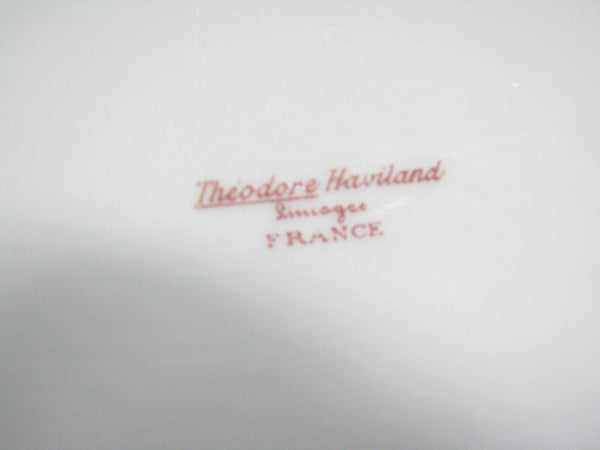 Theodore Haviland
Limoges
FRANCE